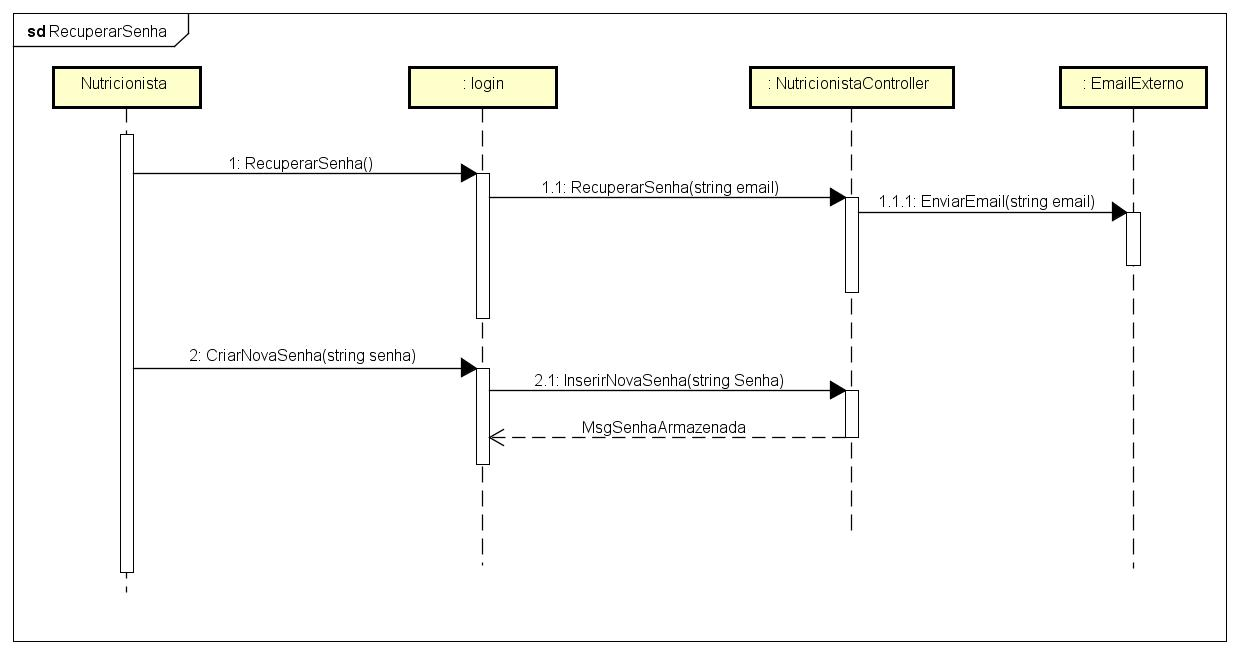 sd RecuperarSenha
Nutricionista
: login
: NutricionistaController
: EmailExterno
1: RecuperarSenha()
1.1: RecuperarSenha(string email)
1.1.1: EnviarEmail(string email)
2: CriarNovaSenha(string senha)
2.1: InserirNovaSenha(string Senha)
MsgSenhaArmazenada